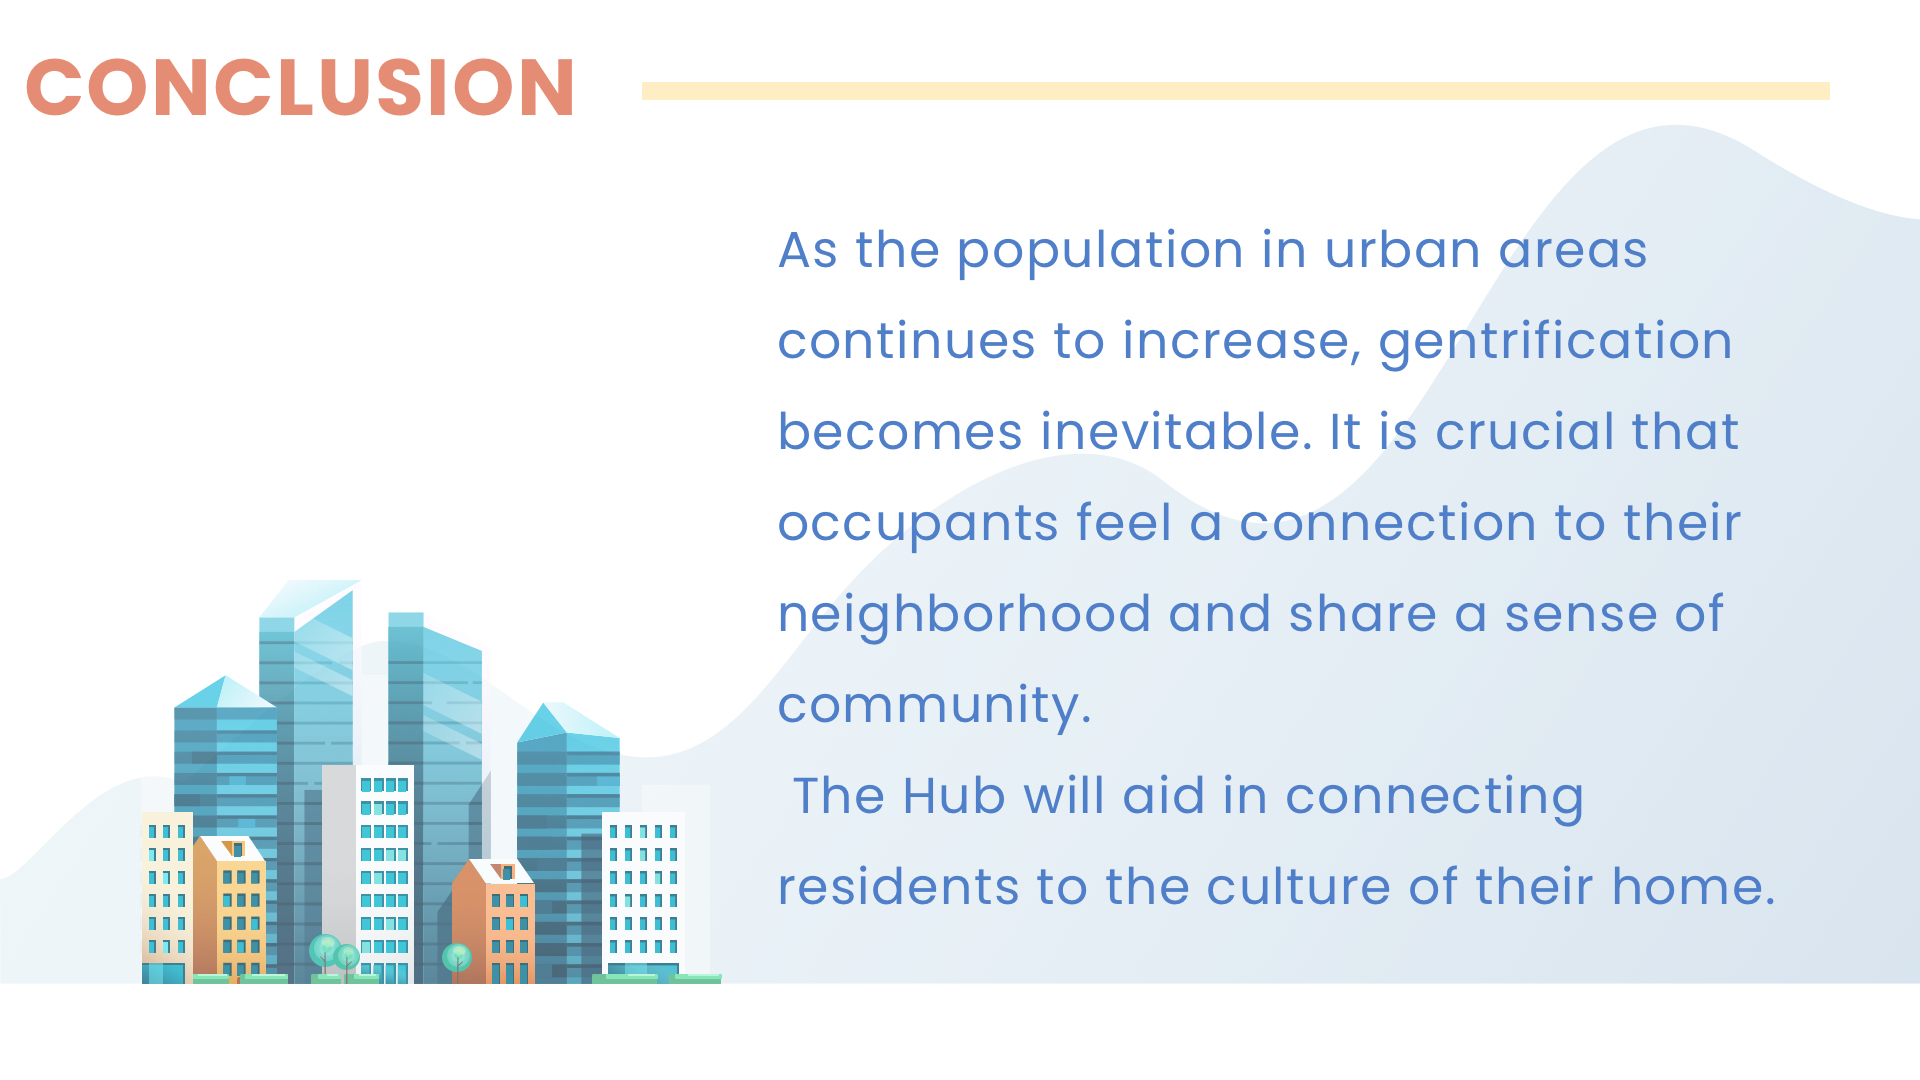 CONCLUSION
As the population in urban areas
continues to increase, gentrification
becomes inevitable. It is crucial that
occupants feel a connection to their
neighborhood and share a sense of
community.
The Hub will aid in connecting
residents to the culture of their home.